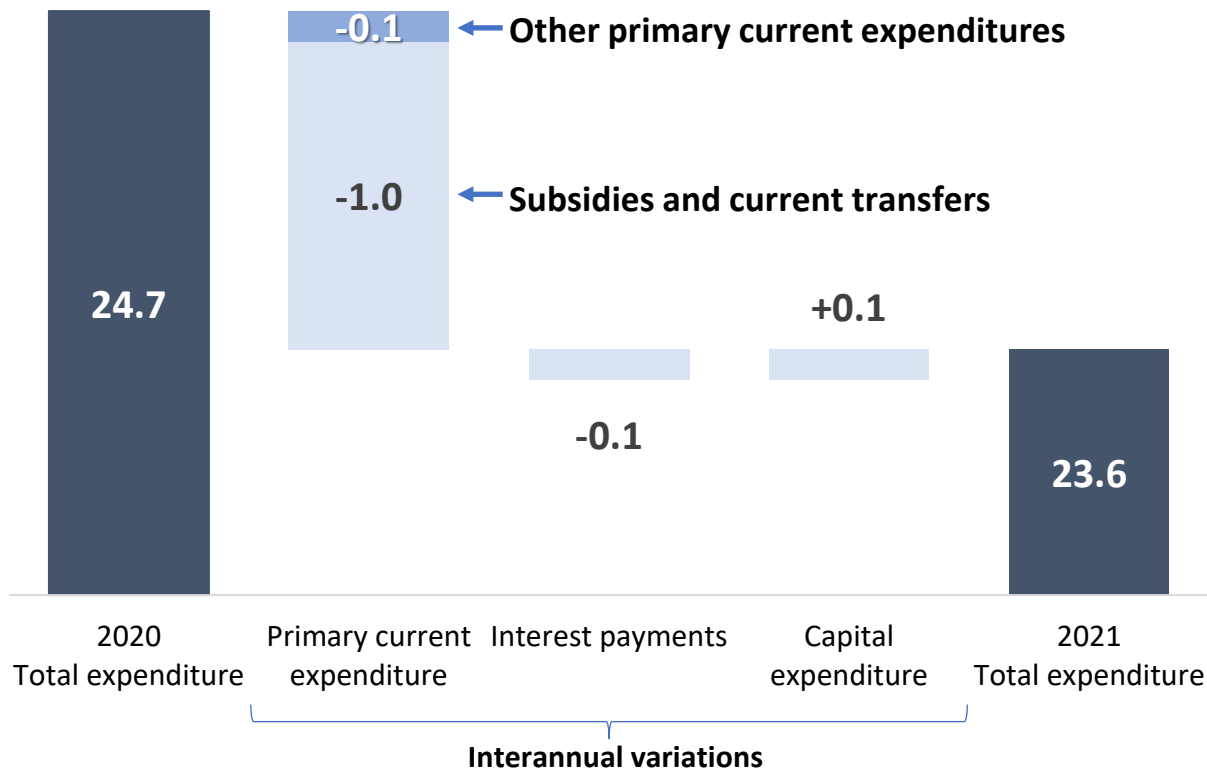 -0.1
Other primary current expenditures
-1.0
Subsidies and current transfers
24.7
+0.1
-0.1
23.6
2020
Total expenditure
Primary current
expenditure
Interest payments
Capital
expenditure
2021
Total expenditure
Interannual variations